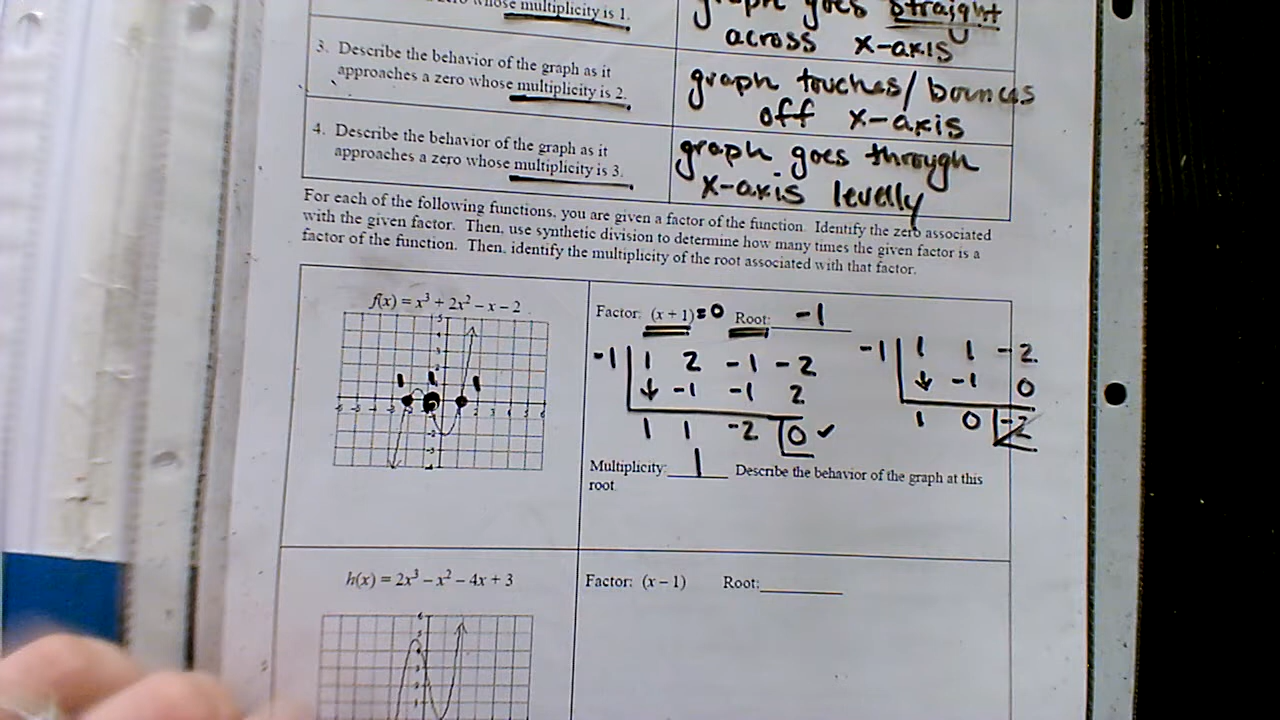 zero whose multiplicity is 1.
graph goes straight
across x-axis
3. Describe the behavior of the graph as it
approaches a zero whose multiplicity is 2.
graph touches/bounces
off x-axis
4. Describe the behavior of the graph as it
approaches a zero whose multiplicity is 3.
graph goes through
x-axis levelly
For each of the following functions, you are given a factor of the function. Identify the zero associated
with the given factor. Then, use synthetic division to determine how many times the given factor is a
factor of the function. Then, identify the multiplicity of the root associated with that factor.
f(x) = x³ + 2x² – x – 2
1 1 1
Factor: (x + 1) = 0 Root: -1
-1 | 1 2 -1 -2
↓ -1 -1 2
1 1 -2 0 ✓
-1 | 1 1 -2
↓ -1 0
1 0 -2
Multiplicity: 1 Describe the behavior of the graph at this
root.
h(x) = 2x³ – x² – 4x + 3
Factor: (x – 1) Root: